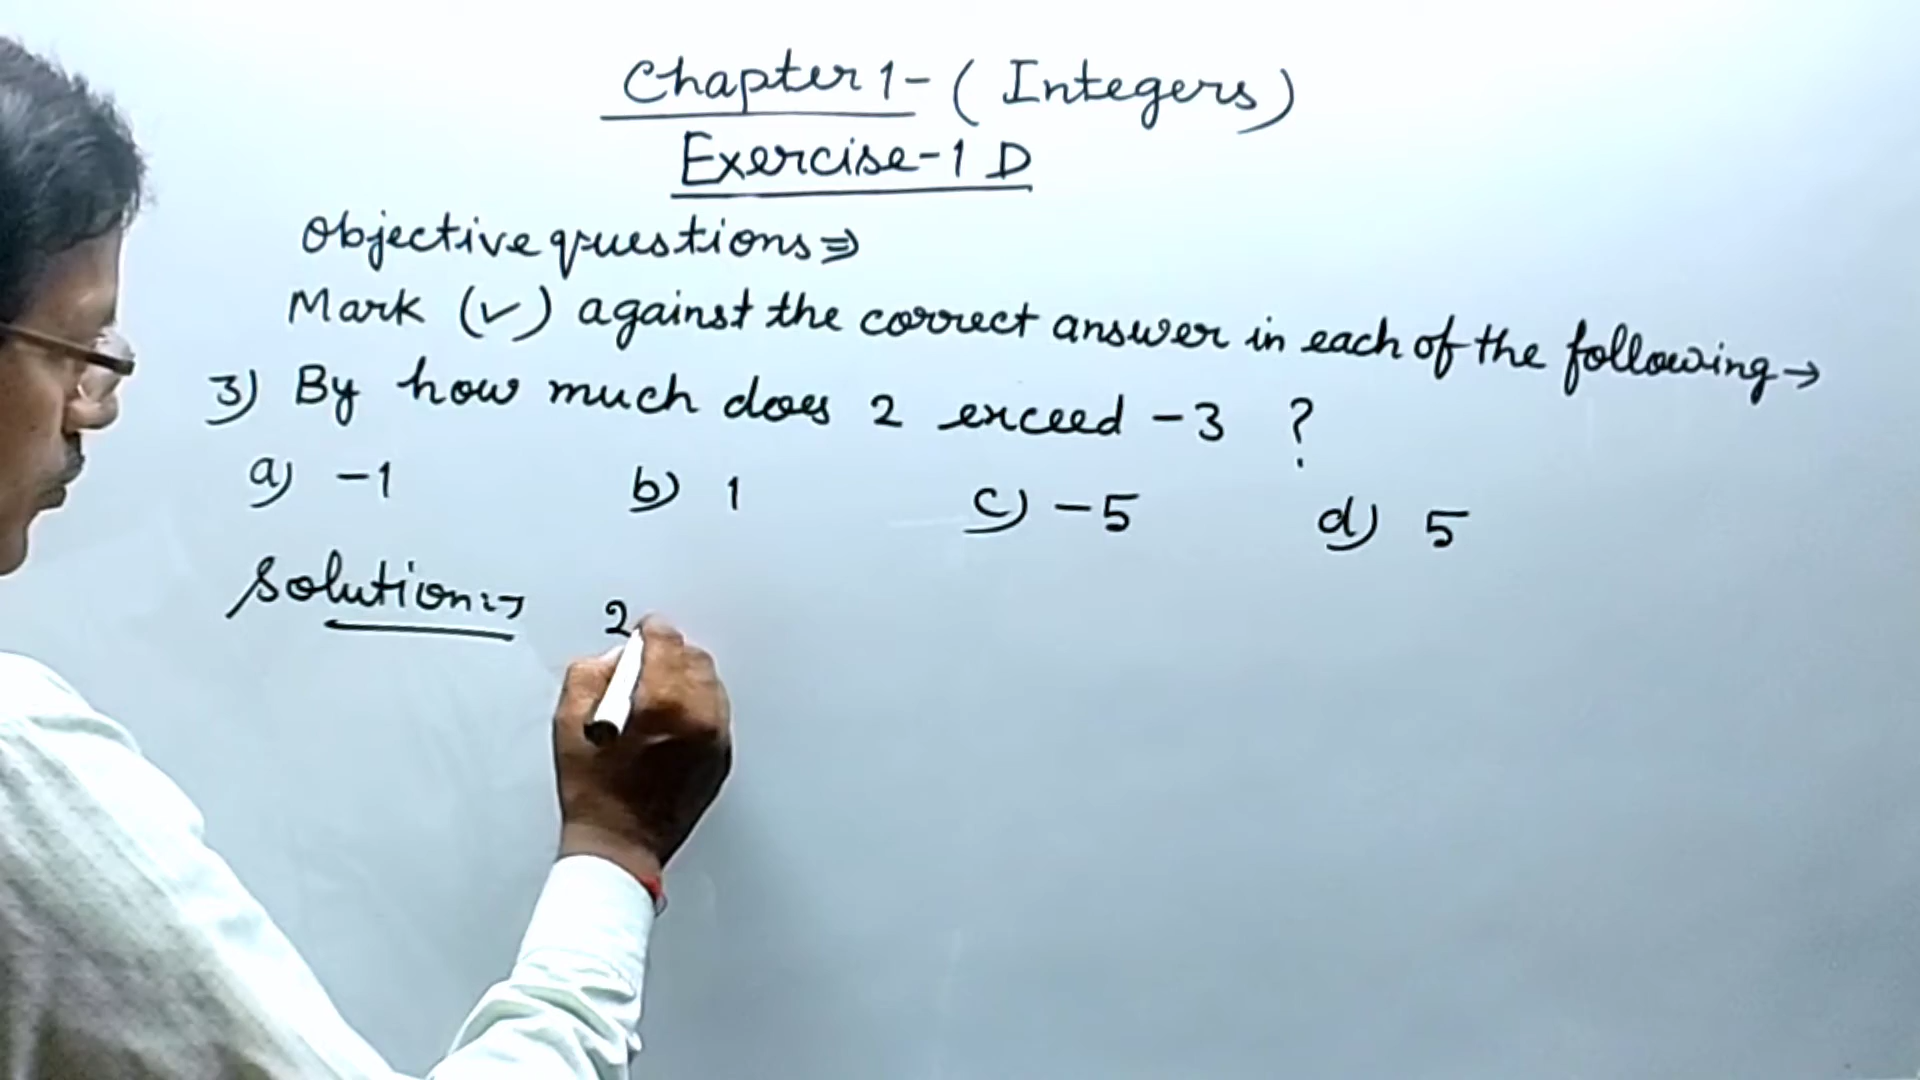 Chapter 1 - ( Integers )
Exercise - 1 D
Objective questions ⇒
Mark (✓) against the correct answer in each of the following →
3) By how much does 2 exceed -3 ?
a) -1 b) 1 c) -5 d) 5
Solution:→ 2